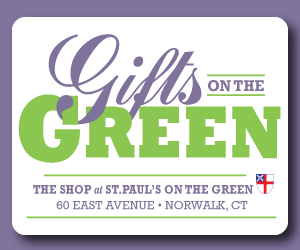 Gifts ON THE
GREEN
THE SHOP at ST.PAUL'S ON THE GREEN
60 EAST AVENUE • NORWALK, CT